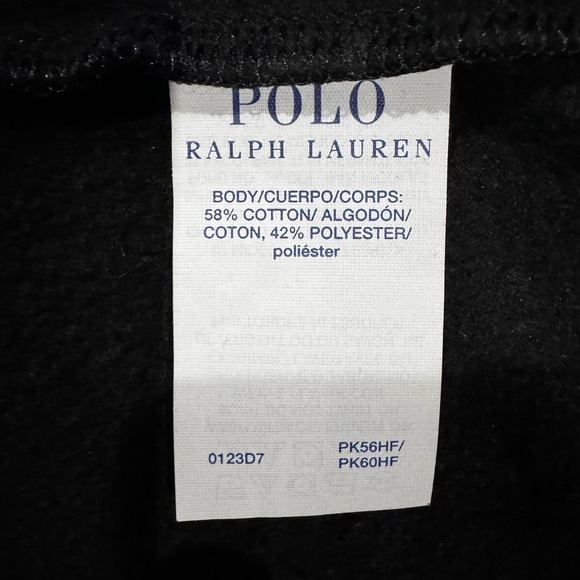 POLO
RALPH LAUREN
BODY/CUERPO/CORPS:
58% COTTON/ ALGODÓN/
COTON, 42% POLYESTER/
poliéster
0123D7
PK56HF/
PK60HF